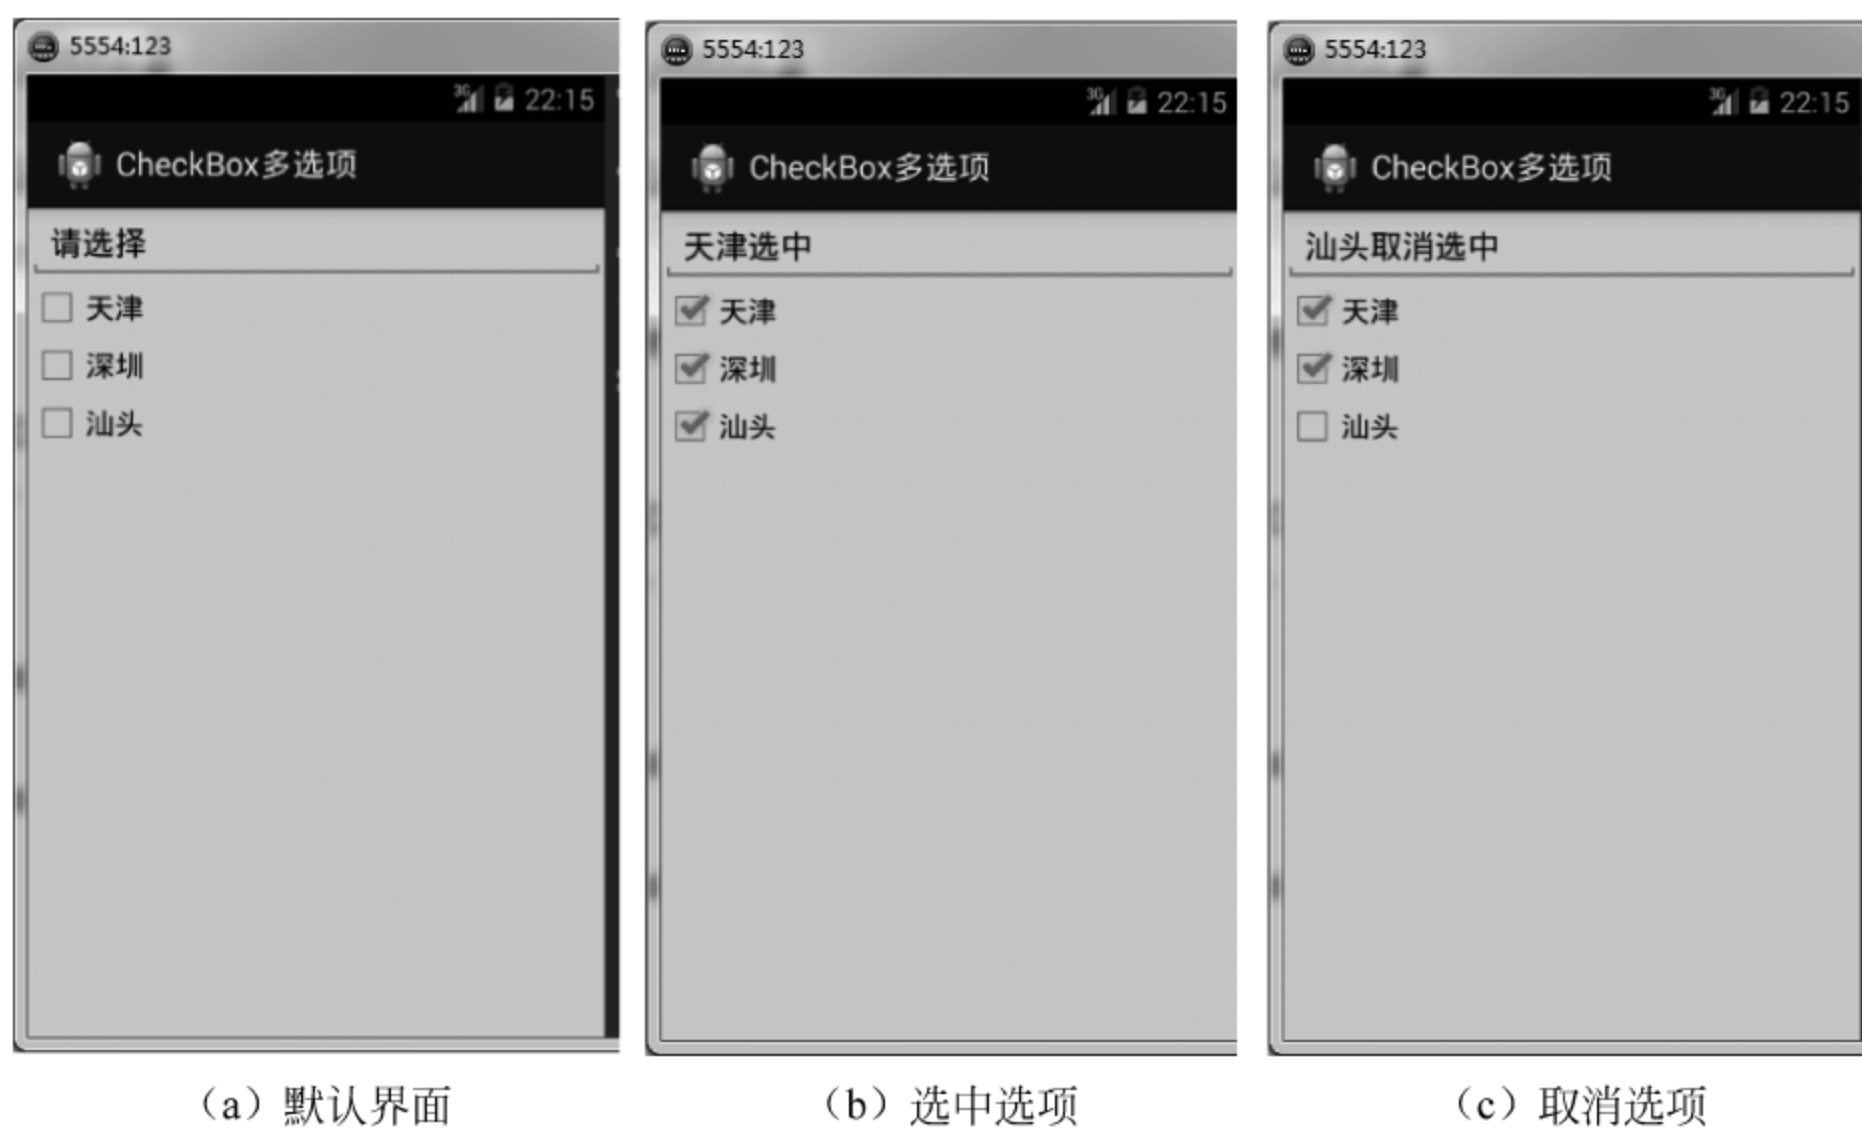 5554:123
3G 22:15
CheckBox多选项
请选择
天津
深圳
汕头
(a)默认界面
5554:123
3G 22:15
CheckBox多选项
天津选中
天津
深圳
汕头
(b)选中选项
5554:123
3G 22:15
CheckBox多选项
汕头取消选中
天津
深圳
汕头
(c)取消选项